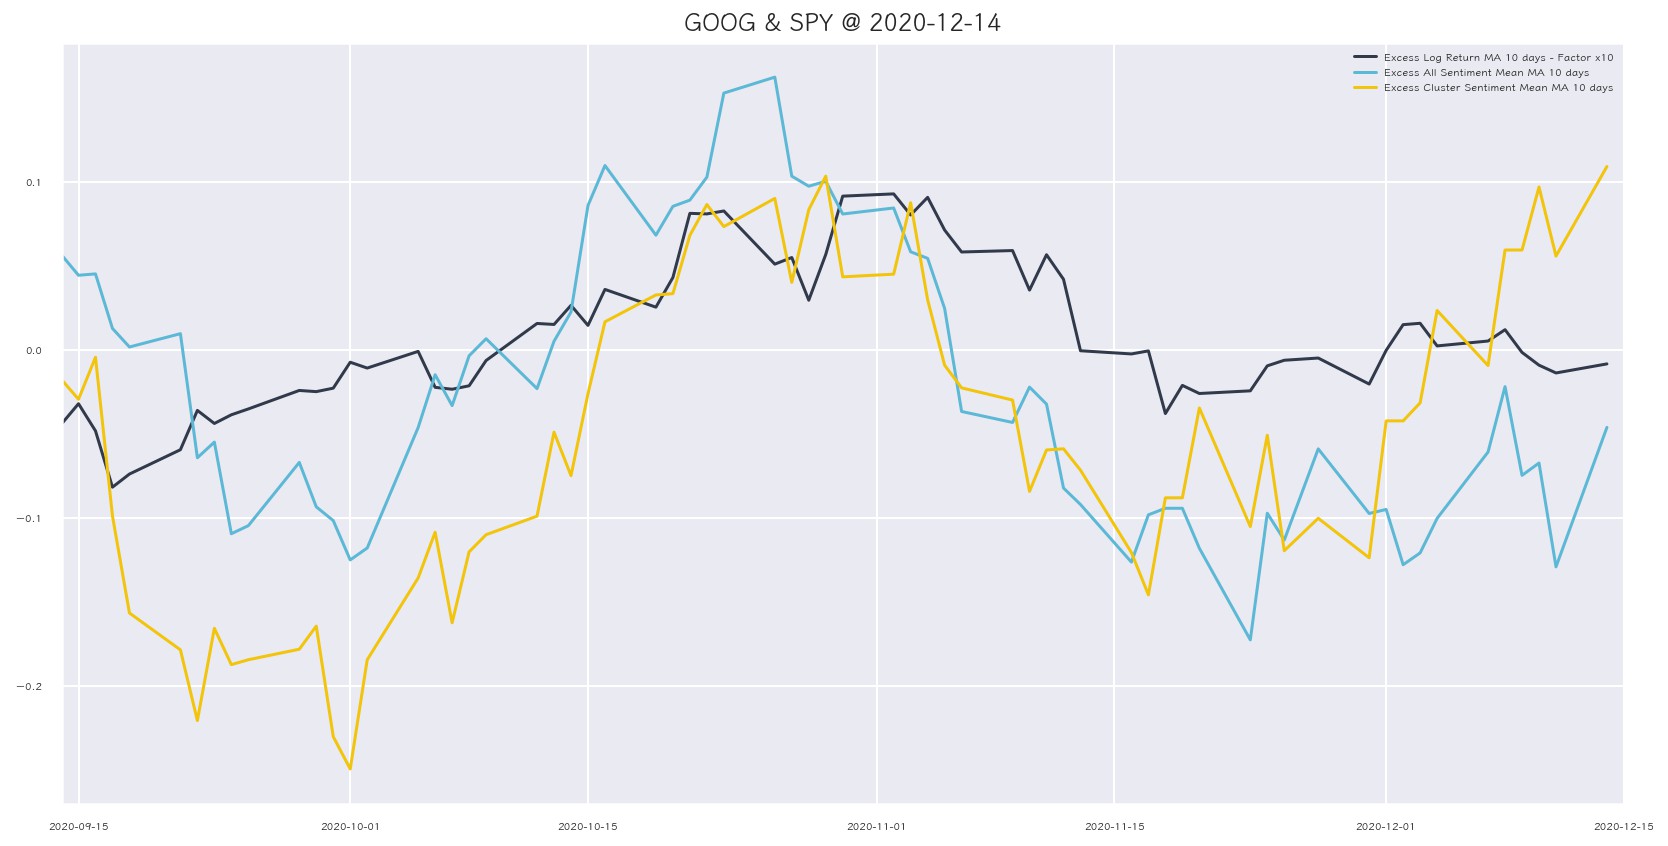 GOOG & SPY @ 2020-12-14
Excess Log Return MA 10 days - Factor x10
Excess All Sentiment Mean MA 10 days
Excess Cluster Sentiment Mean MA 10 days
0.1
0.0
−0.1
−0.2
2020-09-15 2020-10-01 2020-10-15 2020-11-01 2020-11-15 2020-12-01 2020-12-15